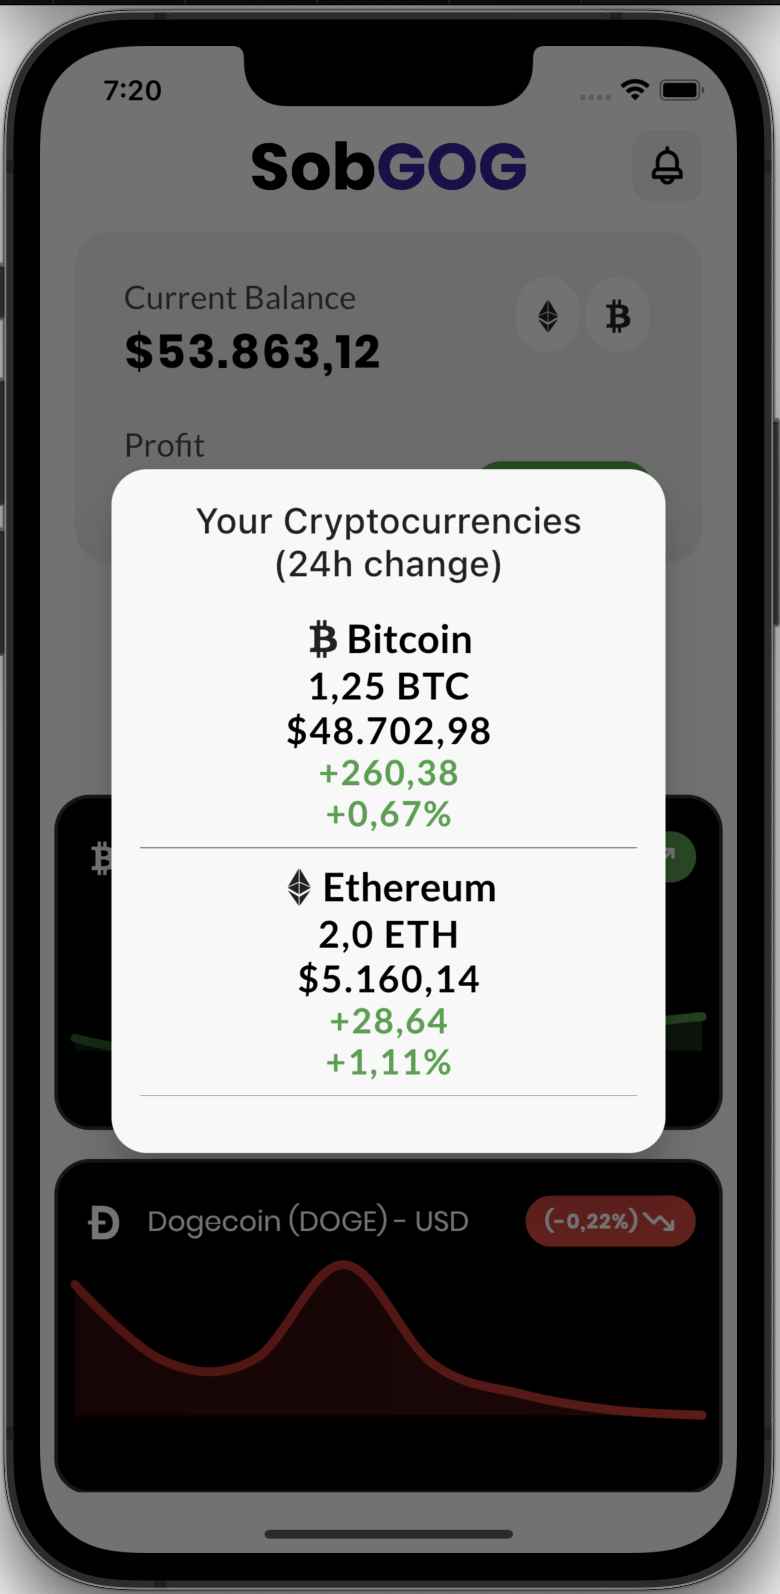 7:20
SobGOG
Current Balance
$53.863,12
Profit
Your Cryptocurrencies
(24h change)
Bitcoin
1,25 BTC
$48.702,98
+260,38
+0,67%
Ethereum
2,0 ETH
$5.160,14
+28,64
+1,11%
Dogecoin (DOGE) - USD
(-0,22%)